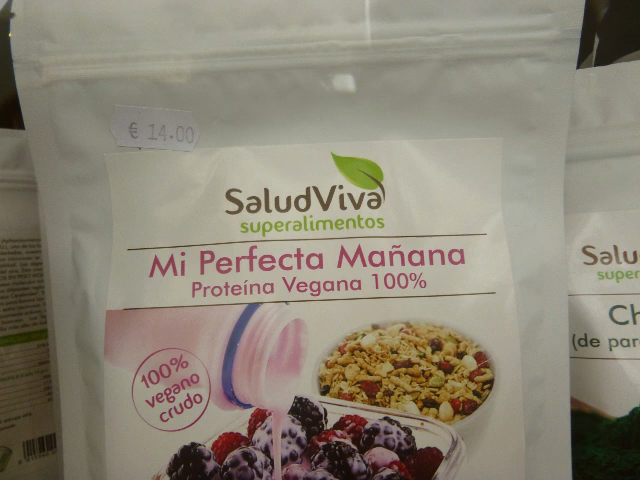 € 14.00
SaludViva
superalimentos
Mi Perfecta Mañana
Proteína Vegana 100%
100%
vegano
crudo
Salu
super
Ch
(de par